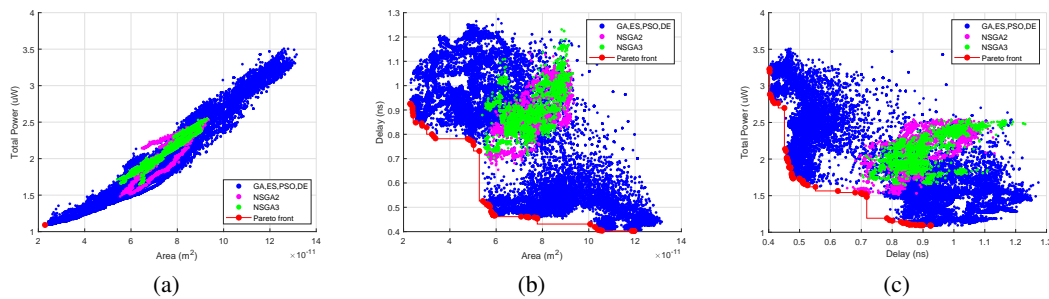 4
3.5
3
2.5
2
1.5
1
Total Power (uW)
2 4 6 8 10 12 14
Area (m²)
×10⁻¹¹
GA,ES,PSO,DE
NSGA2
NSGA3
Pareto front
(a)
1.3
1.2
1.1
1
0.9
0.8
0.7
0.6
0.5
0.4
Delay (ns)
2 4 6 8 10 12 14
Area (m²)
×10⁻¹¹
GA,ES,PSO,DE
NSGA2
NSGA3
Pareto front
(b)
4
3.5
3
2.5
2
1.5
1
Total Power (uW)
0.4 0.5 0.6 0.7 0.8 0.9 1 1.1 1.2 1.3
Delay (ns)
GA,ES,PSO,DE
NSGA2
NSGA3
Pareto front
(c)